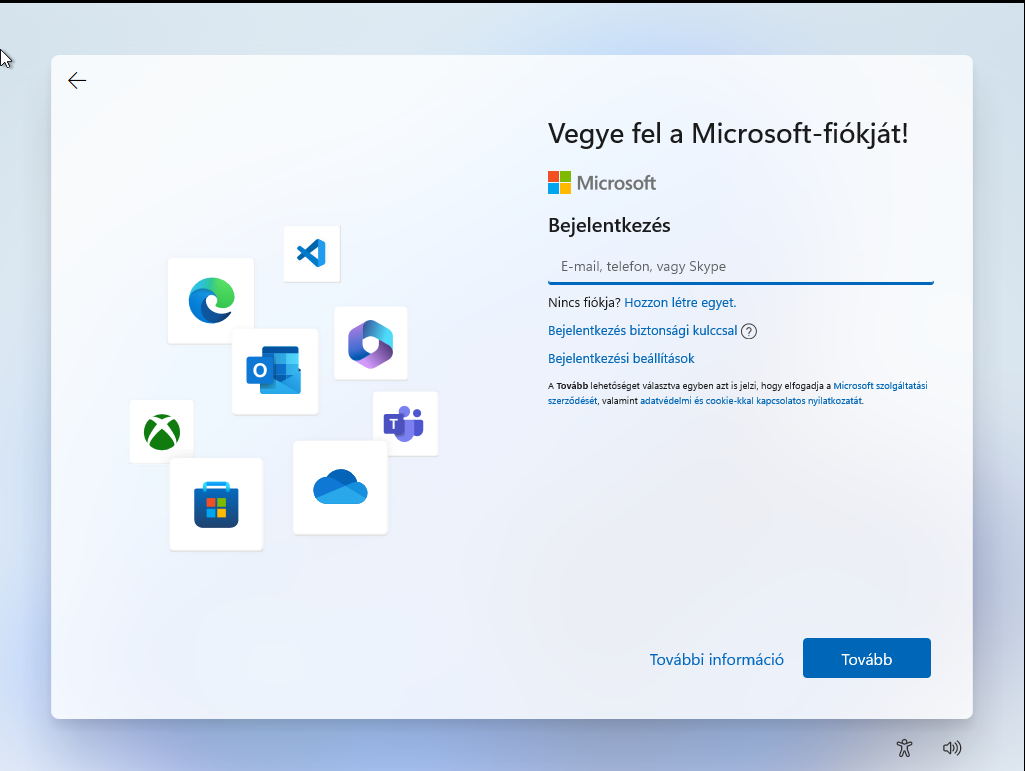 Vegye fel a Microsoft-fiókját!
Microsoft
Bejelentkezés
E-mail, telefon, vagy Skype
Nincs fiókja? Hozzon létre egyet.
Bejelentkezés biztonsági kulccsal ?
Bejelentkezési beállítások
A Tovább lehetőséget választva egyben azt is jelzi, hogy elfogadja a Microsoft szolgáltatási
szerződését, valamint adatvédelmi és cookie-kkal kapcsolatos nyilatkozatát.
További információ
Tovább